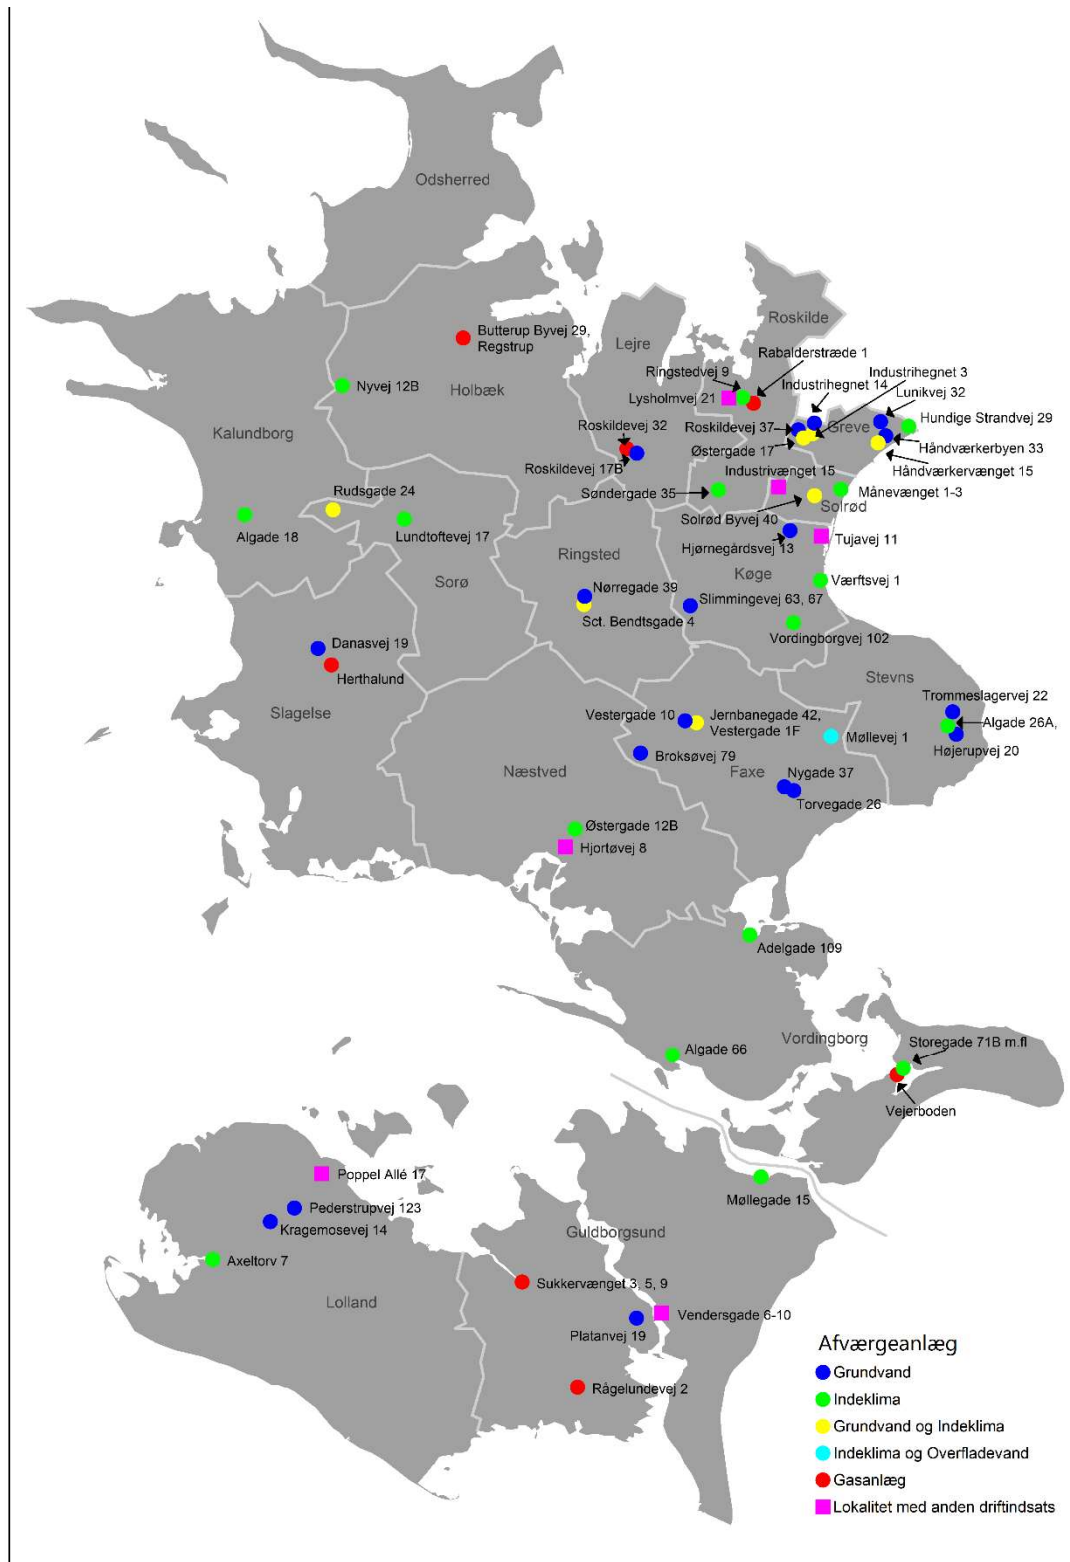 Odsherred
Roskilde
Butterup Byvej 29,
Regstrup
Lejre
Rabalderstræde 1
Industrihegnet 3
Ringstedvej 9
Industrihegnet 14
Lunikvej 32
Nyvej 12B
Holbæk
Lysholmvej 21
Hundige Strandvej 29
Kalundborg
Roskildevej 32
Roskildevej 37
Greve
Østergade 17
Håndværkerbyen 33
Roskildevej 17B
Industrivænget 15
Håndværkervænget 15
Rudsgade 24
Søndergade 35
Månevænget 1-3
Solrød Byvej 40
Solrød
Algade 18
Lundtoftevej 17
Ringsted
Hjørnegårdsvej 13
Tujavej 11
Sorø
Køge
Værftsvej 1
Nørregade 39
Slimmingevej 63, 67
Sct. Bendtsgade 4
Vordingborgvej 102
Danasvej 19
Herthalund
Stevns
Trommeslagervej 22
Slagelse
Vestergade 10
Jernbanegade 42,
Vestergade 1F
Algade 26A,
Møllevej 1
Højerupvej 20
Broksøvej 79
Næstved
Faxe
Nygade 37
Torvegade 26
Østergade 12B
Hjortøvej 8
Adelgade 109
Vordingborg
Storegade 71B m.fl
Algade 66
Vejerboden
Poppel Allé 17
Møllegade 15
Pederstrupvej 123
Kragemosevej 14
Guldborgsund
Axeltorv 7
Sukkervænget 3, 5, 9
Lolland
Vendersgade 6-10
Platanvej 19
Rågelundevej 2
Afværgeanlæg
Grundvand
Indeklima
Grundvand og Indeklima
Indeklima og Overfladevand
Gasanlæg
Lokalitet med anden driftindsats